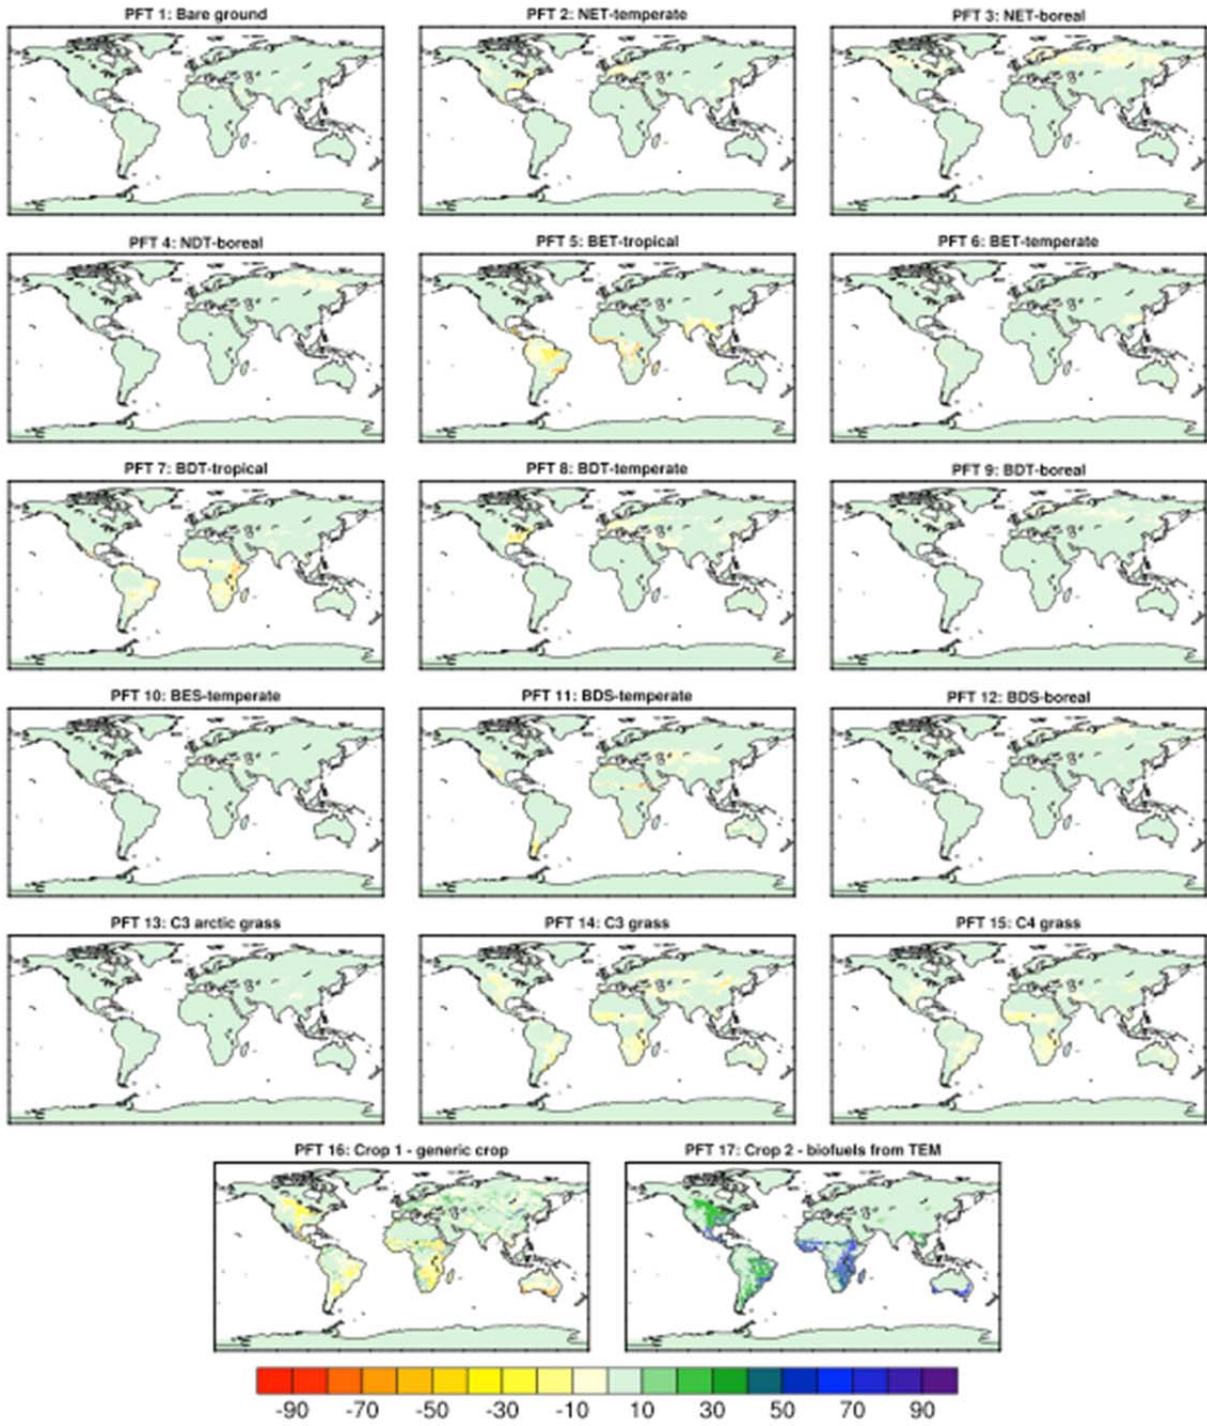 PFT 1: Bare ground
PFT 2: NET-temperate
PFT 3: NET-boreal
PFT 4: NDT-boreal
PFT 5: BET-tropical
PFT 6: BET-temperate
PFT 7: BDT-tropical
PFT 8: BDT-temperate
PFT 9: BDT-boreal
PFT 10: BES-temperate
PFT 11: BDS-temperate
PFT 12: BDS-boreal
PFT 13: C3 arctic grass
PFT 14: C3 grass
PFT 15: C4 grass
PFT 16: Crop 1 - generic crop
PFT 17: Crop 2 - biofuels from TEM
-90 -70 -50 -30 -10 10 30 50 70 90